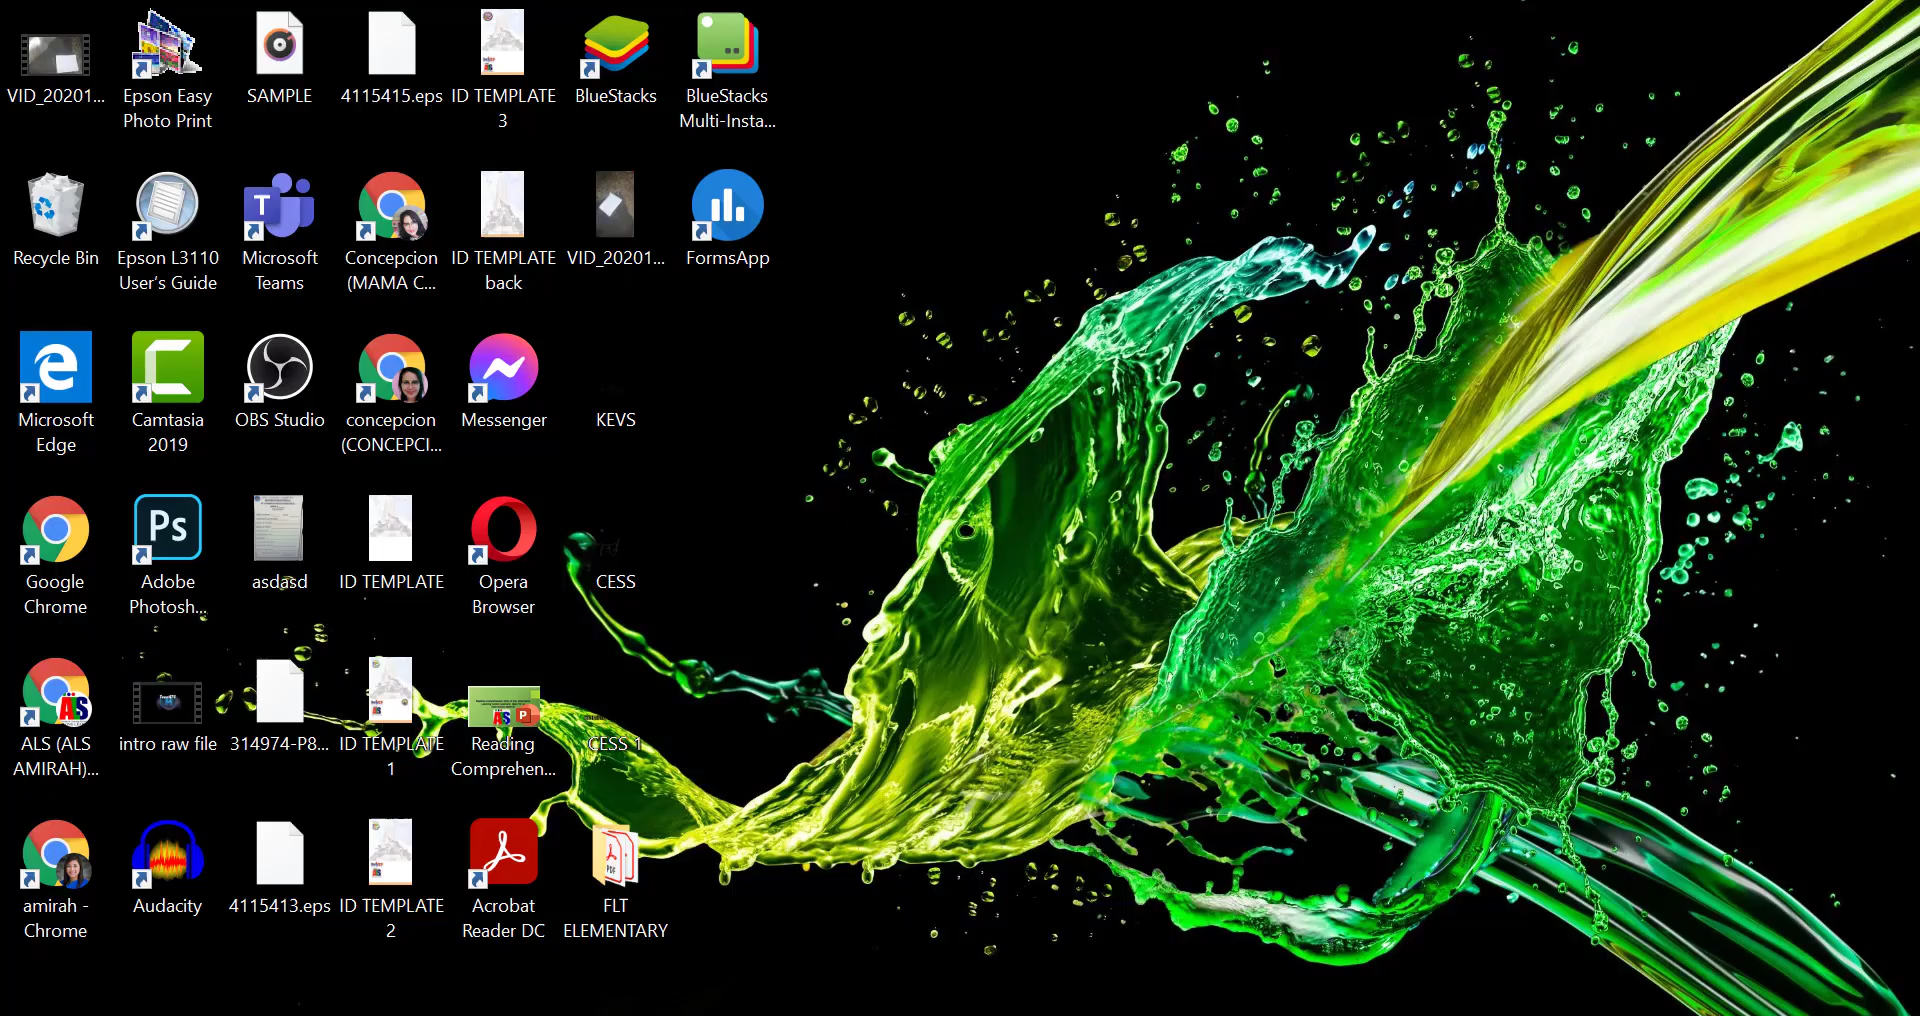 VID_20201...
Epson Easy
Photo Print
SAMPLE
4115415.eps
ID TEMPLATE
3
BlueStacks
BlueStacks
Multi-Insta...
Recycle Bin
Epson L3110
User's Guide
T
Microsoft
Teams
Concepcion
(MAMA C...
ID TEMPLATE
back
VID_20201...
FormsApp
Microsoft
Edge
Camtasia
2019
OBS Studio
concepcion
(CONCEPCI...
Messenger
KEVS
Google
Chrome
Ps
Adobe
Photosh...
asdasd
ID TEMPLATE
Opera
Browser
CESS
ALS
ALS (ALS
AMIRAH)...
intro raw file
314974-P8...
ID TEMPLATE
1
ALS
P
Reading
Comprehen...
CESS 1
amirah -
Chrome
Audacity
4115413.eps
ID TEMPLATE
2
Acrobat
Reader DC
PDF
FLT
ELEMENTARY